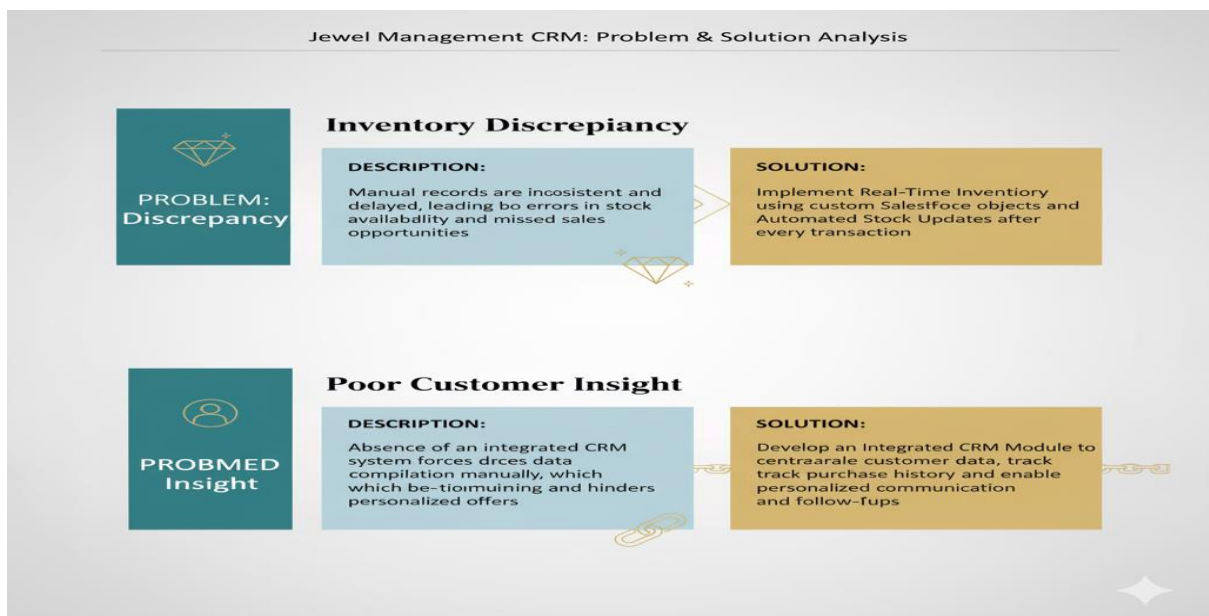 Jewel Management CRM: Problem & Solution Analysis
PROBLEM:
Discrepancy
Inventory Discrepiancy
DESCRIPTION:
Manual records are incosistent and
delayed, leading bo errors in stock
availabdlity and missed sales
opportunities
SOLUTION:
Implement Real-Time Inventiory
using custom Salestfoce objects and
Automated Stock Updates after
every transaction
PROBMED
Insight
Poor Customer Insight
DESCRIPTION:
Absence of an integrated CRM
system forces drces data
compilation manually, which
which be-tiormuining and hinders
personalized offers
SOLUTION:
Develop an Integrated CRM Module to
centraarale customer data, track
track purchase history and enable
personalized communication
and follow-fups